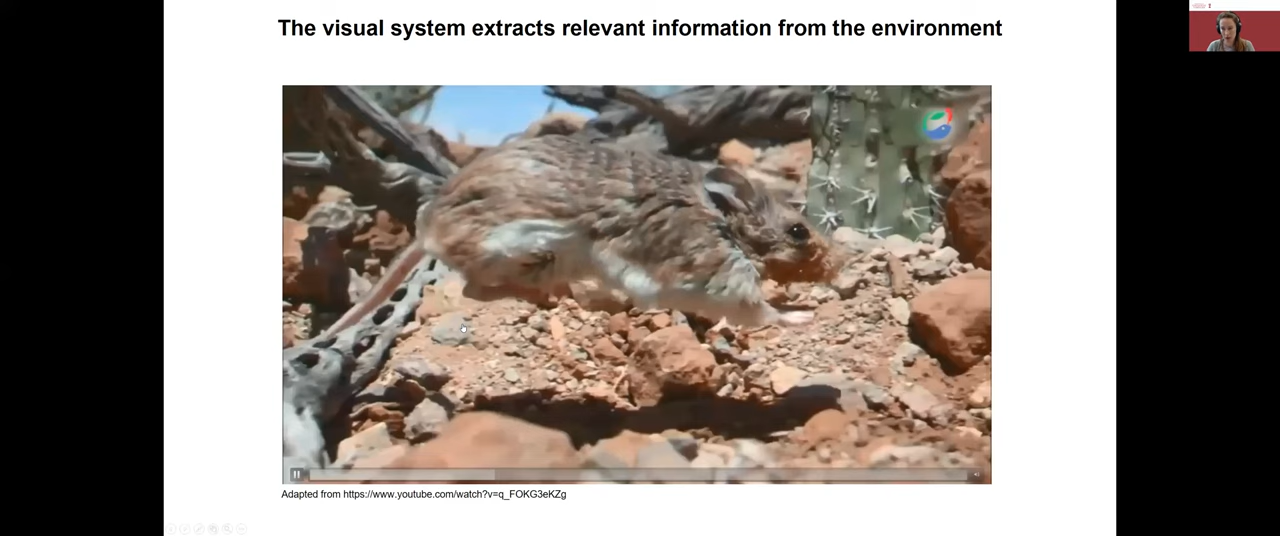 The visual system extracts relevant information from the environment
Adapted from https://www.youtube.com/watch?v=q_FOKG3eKZg